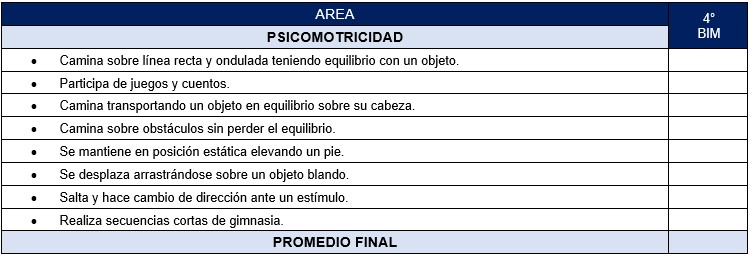 AREA
4°
BIM
PSICOMOTRICIDAD
• Camina sobre línea recta y ondulada teniendo equilibrio con un objeto.
• Participa de juegos y cuentos.
• Camina transportando un objeto en equilibrio sobre su cabeza.
• Camina sobre obstáculos sin perder el equilibrio.
• Se mantiene en posición estática elevando un pie.
• Se desplaza arrastrándose sobre un objeto blando.
• Salta y hace cambio de dirección ante un estímulo.
• Realiza secuencias cortas de gimnasia.
PROMEDIO FINAL